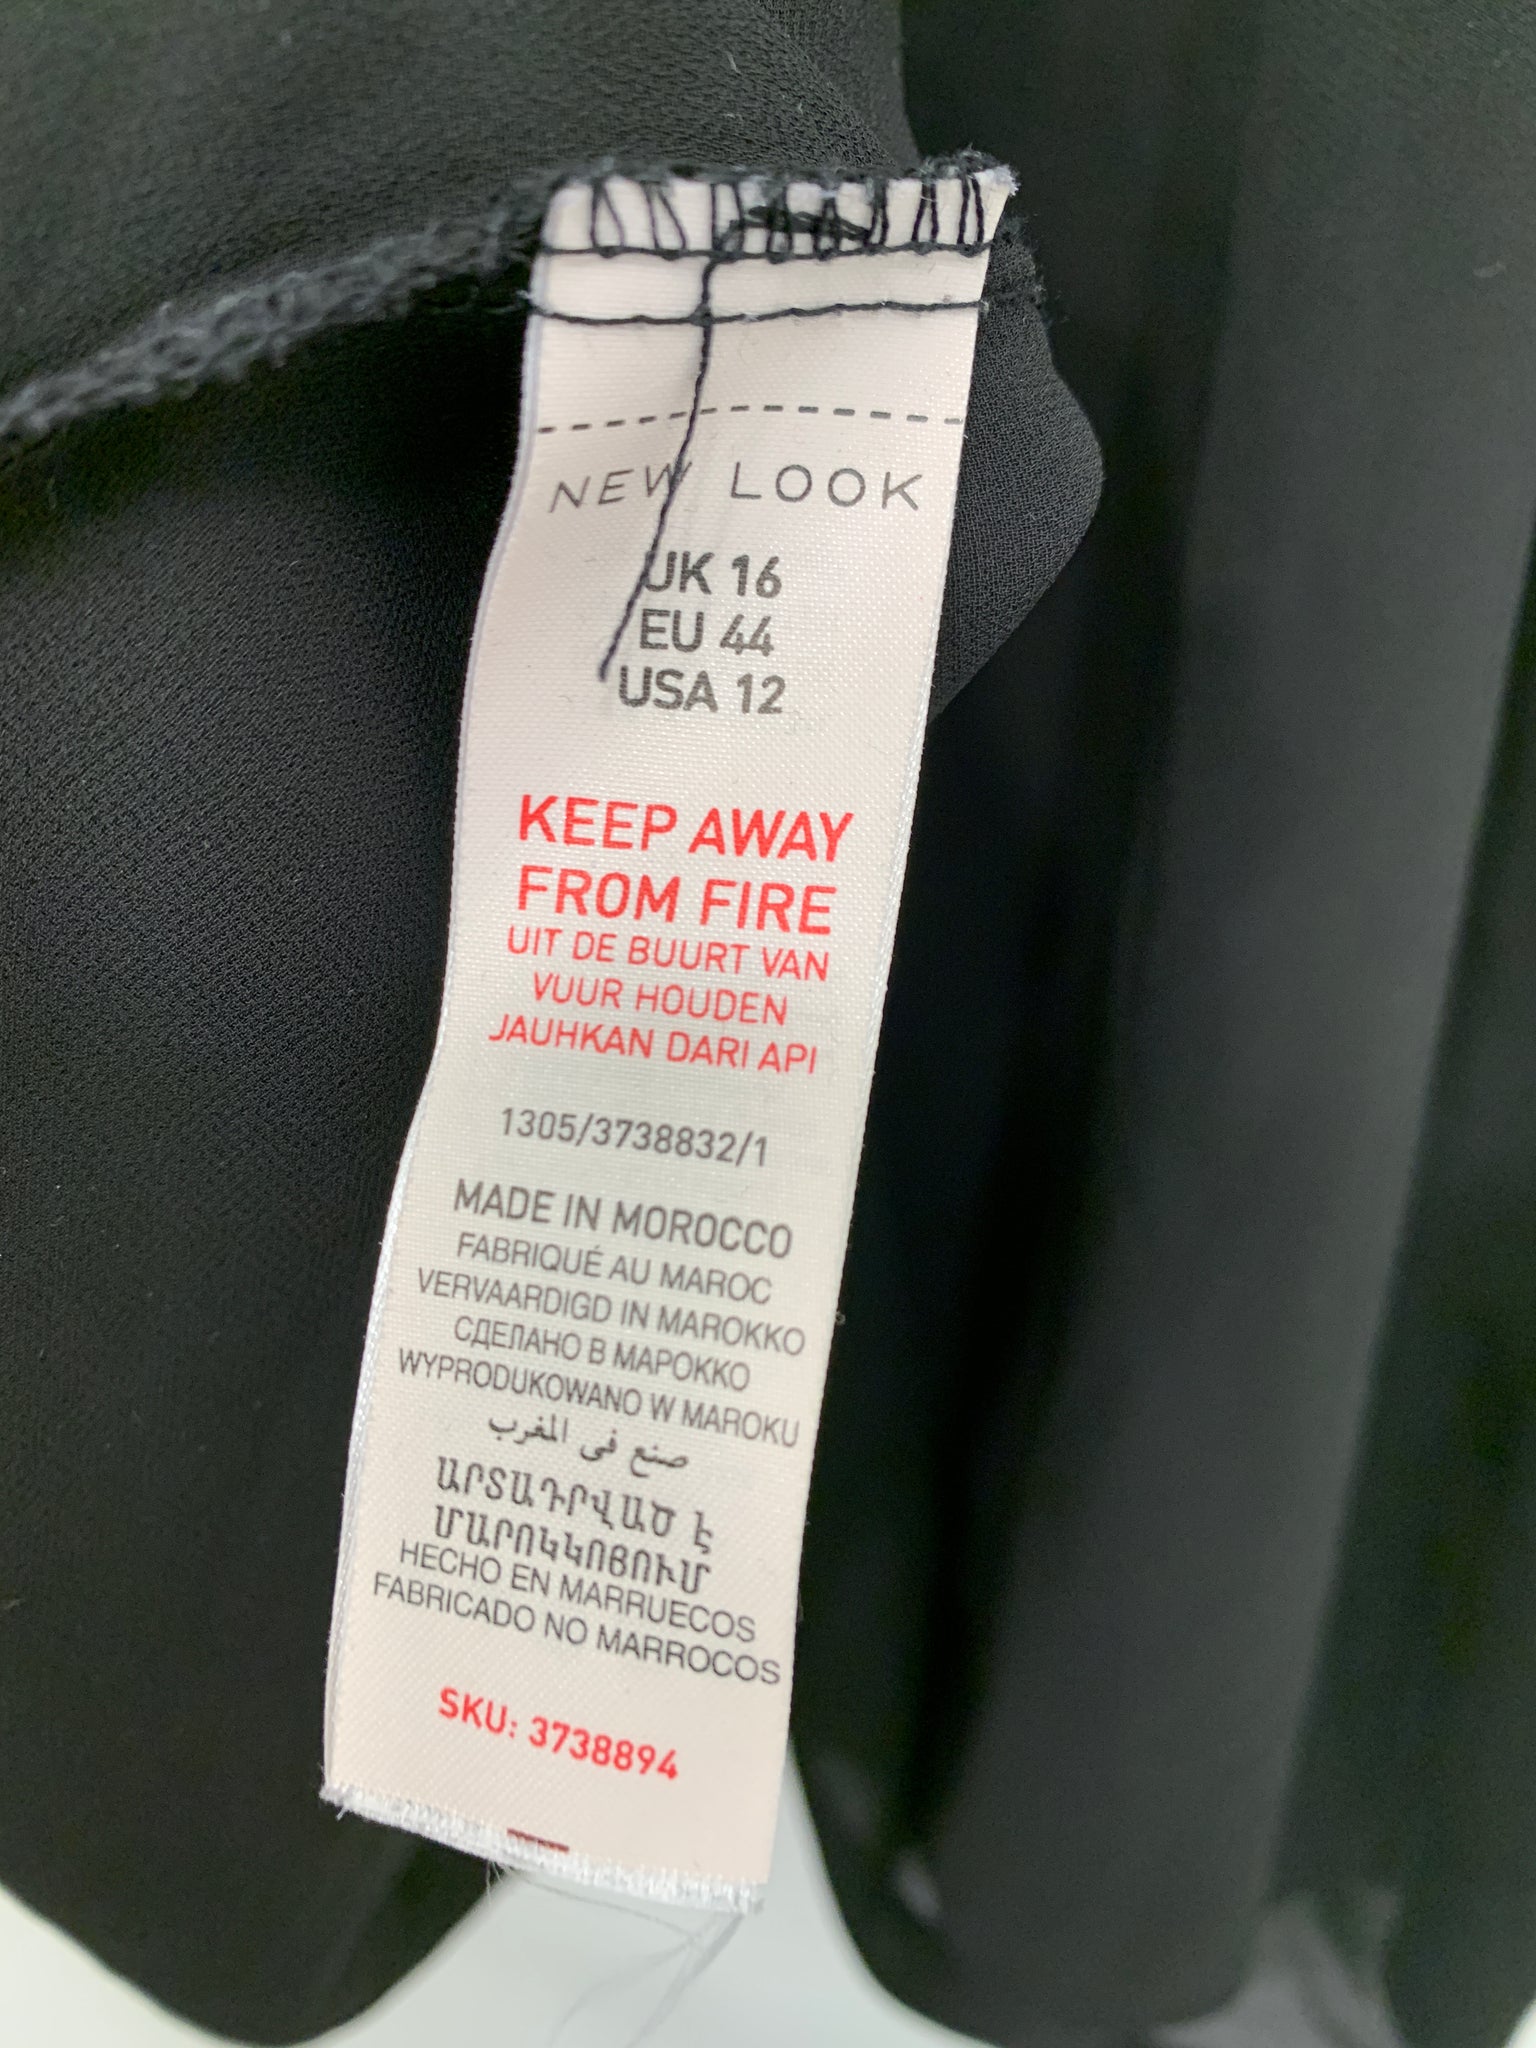 NEW LOOK
UK 16
EU 44
USA 12
KEEP AWAY
FROM FIRE
UIT DE BUURT VAN
VUUR HOUDEN
JAUHKAN DARI API
1305/3738832/1
MADE IN MOROCCO
FABRIQUÉ AU MAROC
VERVAARDIGD IN MAROKKO
СДЕЛАНО В МАРОККО
WYPRODUKOWANO W MAROKU
صنع في المغرب
ԱՐՏԱԴՐՎԱԾ Է
ՄԱՐՈԿԿՈՅՈՒՄ
HECHO EN MARRUECOS
FABRICADO NO MARROCOS
SKU: 3738894